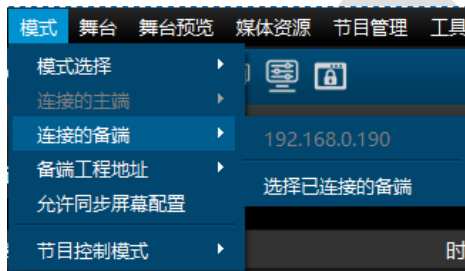 模式 舞台 舞台预览 媒体资源 节目管理 工具
模式选择
连接的主端
连接的备端
192.168.0.190
备端工程地址
选择已连接的备端
允许同步屏幕配置
节目控制模式
时